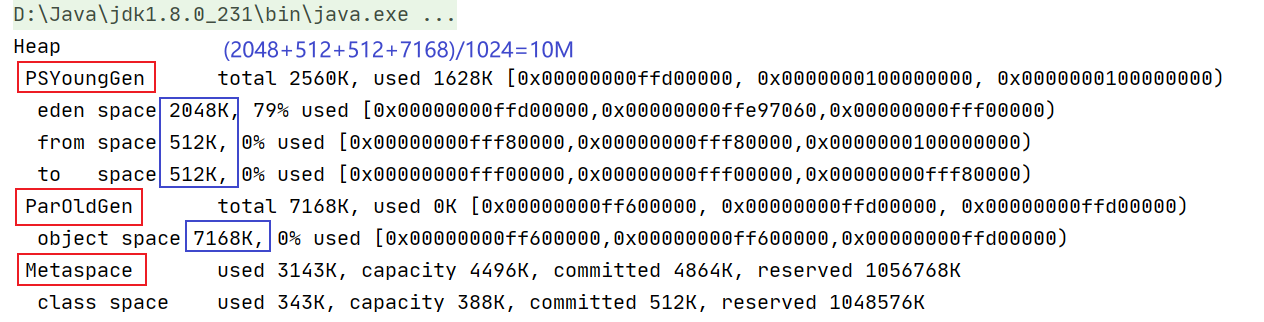 D:\Java\jdk1.8.0_231\bin\java.exe ...
Heap (2048+512+512+7168)/1024=10M
PSYoungGen total 2560K, used 1628K [0x00000000ffd00000, 0x0000000100000000, 0x0000000100000000)
eden space 2048K, 79% used [0x00000000ffd00000,0x00000000ffe97060,0x00000000fff00000)
from space 512K, 0% used [0x00000000fff80000,0x00000000fff80000,0x0000000100000000)
to space 512K, 0% used [0x00000000fff00000,0x00000000fff00000,0x00000000fff80000)
ParOldGen total 7168K, used 0K [0x00000000ff600000, 0x00000000ffd00000, 0x00000000ffd00000)
object space 7168K, 0% used [0x00000000ff600000,0x00000000ff600000,0x00000000ffd00000)
Metaspace used 3143K, capacity 4496K, committed 4864K, reserved 1056768K
class space used 343K, capacity 388K, committed 512K, reserved 1048576K